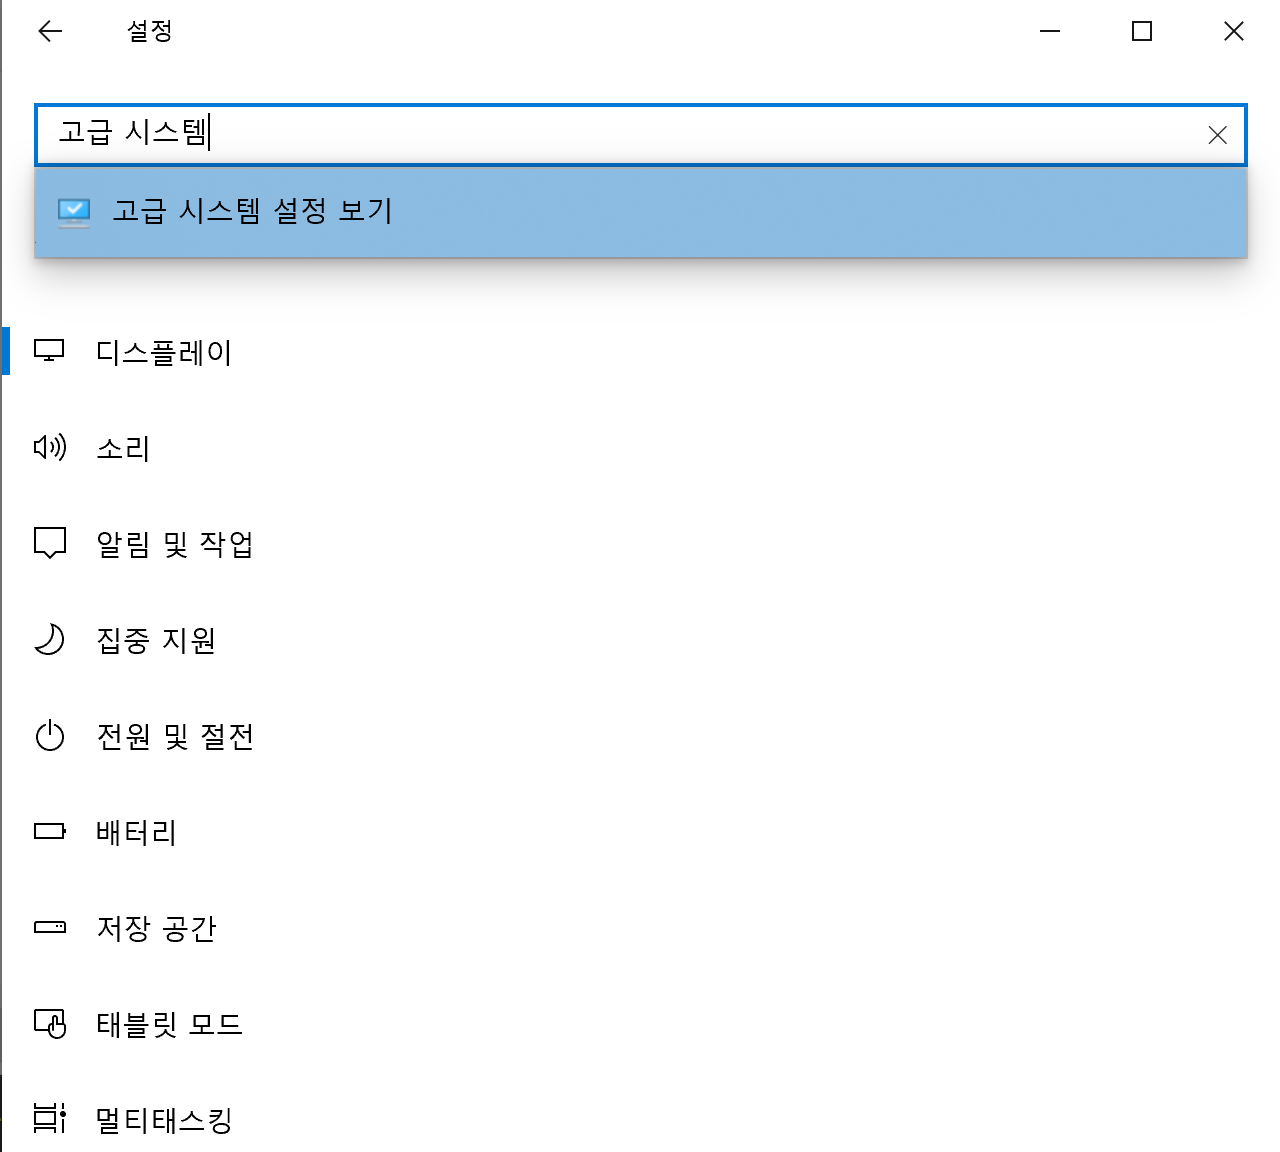 설정
고급 시스템
고급 시스템 설정 보기
디스플레이
소리
알림 및 작업
집중 지원
전원 및 절전
배터리
저장 공간
태블릿 모드
멀티태스킹